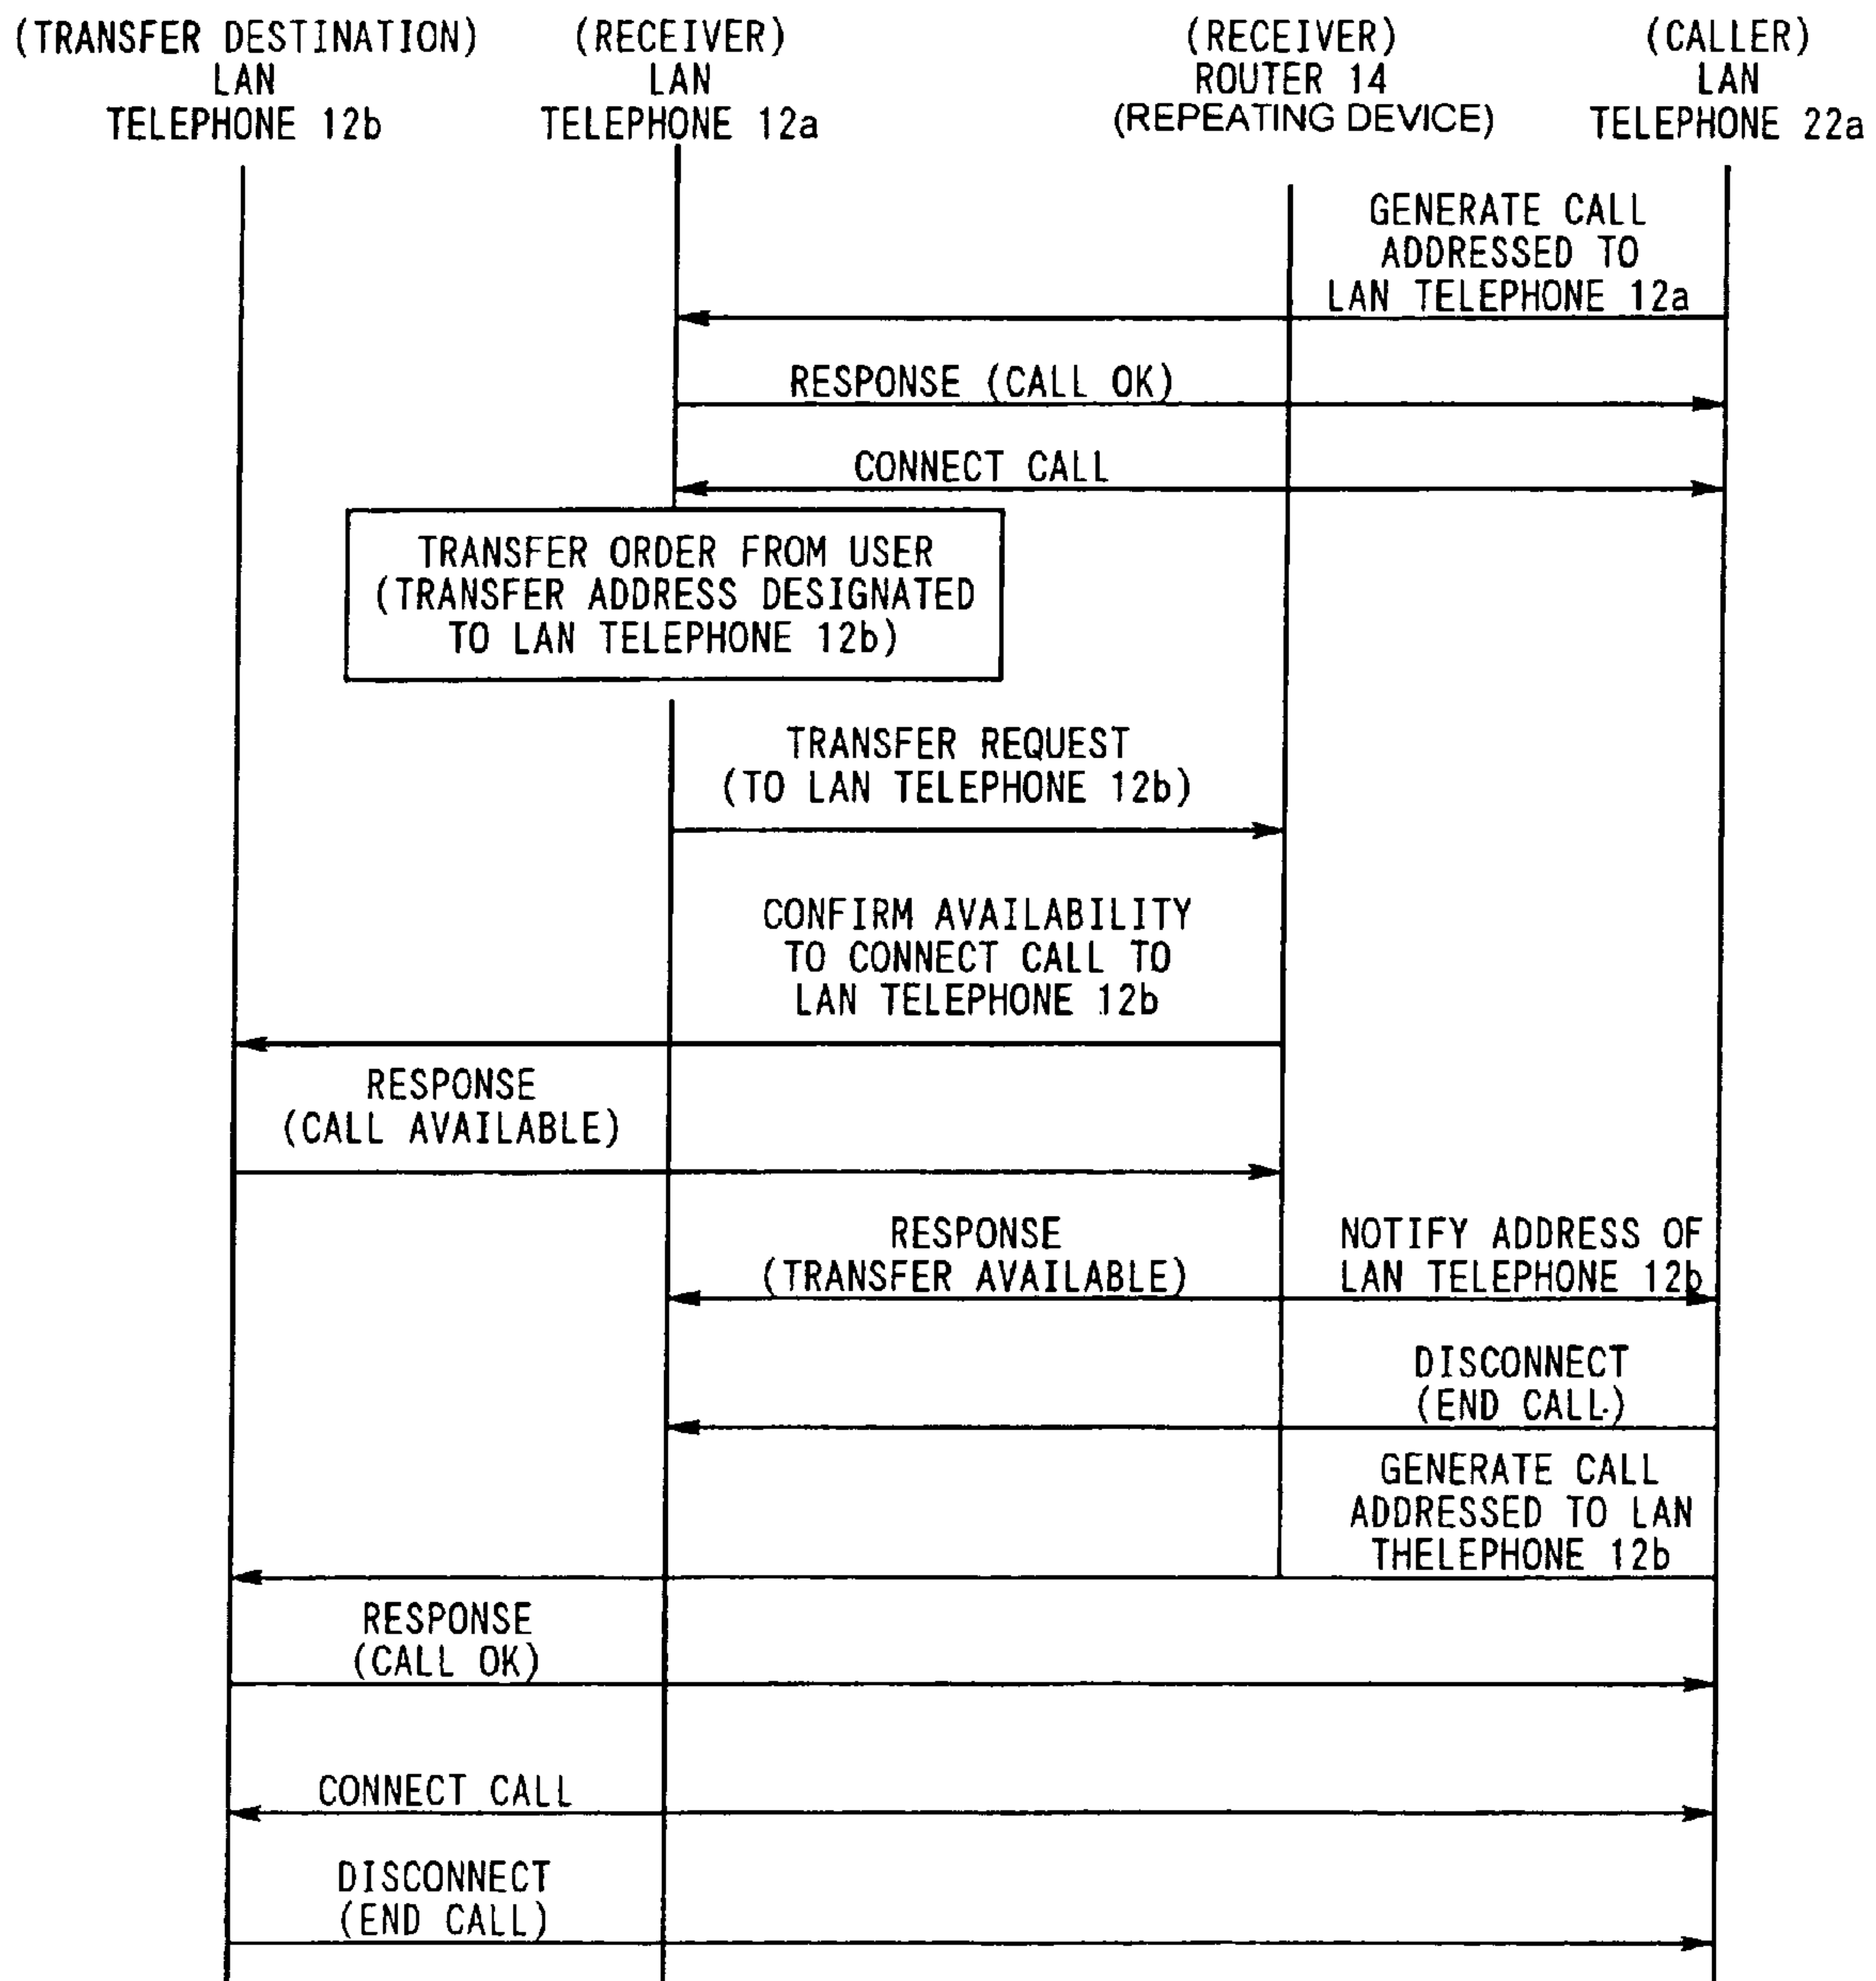 (TRANSFER DESTINATION)
LAN
TELEPHONE 12b
(RECEIVER)
LAN
TELEPHONE 12a
(RECEIVER)
ROUTER 14
(REPEATING DEVICE)
(CALLER)
LAN
TELEPHONE 22a
GENERATE CALL
ADDRESSED TO
LAN TELEPHONE 12a
RESPONSE (CALL OK)
CONNECT CALL
TRANSFER ORDER FROM USER
(TRANSFER ADDRESS DESIGNATED
TO LAN TELEPHONE 12b)
TRANSFER REQUEST
(TO LAN TELEPHONE 12b)
CONFIRM AVAILABILITY
TO CONNECT CALL TO
LAN TELEPHONE 12b
RESPONSE
(CALL AVAILABLE)
RESPONSE
(TRANSFER AVAILABLE)
NOTIFY ADDRESS OF
LAN TELEPHONE 12b
DISCONNECT
(END CALL)
GENERATE CALL
ADDRESSED TO LAN
THELEPHONE 12b
RESPONSE
(CALL OK)
CONNECT CALL
DISCONNECT
(END CALL)